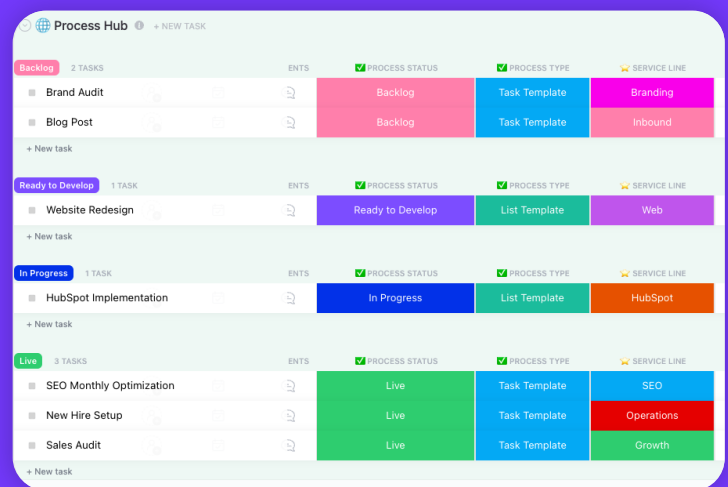 Process Hub + NEW TASK
Backlog 2 TASKS ENTS PROCESS STATUS PROCESS TYPE SERVICE LINE
Brand Audit Backlog Task Template Branding
Blog Post Backlog Task Template Inbound
+ New task
Ready to Develop 1 TASK ENTS PROCESS STATUS PROCESS TYPE SERVICE LINE
Website Redesign Ready to Develop List Template Web
+ New task
In Progress 1 TASK ENTS PROCESS STATUS PROCESS TYPE SERVICE LINE
HubSpot Implementation In Progress List Template HubSpot
+ New task
Live 3 TASKS ENTS PROCESS STATUS PROCESS TYPE SERVICE LINE
SEO Monthly Optimization Live Task Template SEO
New Hire Setup Live Task Template Operations
Sales Audit Live Task Template Growth
+ New task